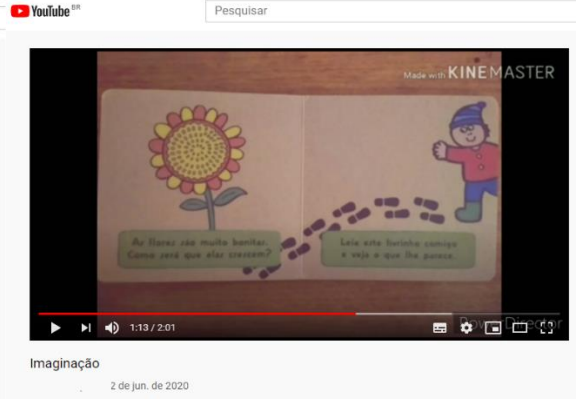 YouTube BR
Pesquisar
Made with KINEMASTER
As flores são muito bonitas.
Como será que elas crescem?
Leia este livrinho comigo
e veja o que lhe parece.
1:13 / 2:01
PowerDirector
Imaginação
2 de jun. de 2020